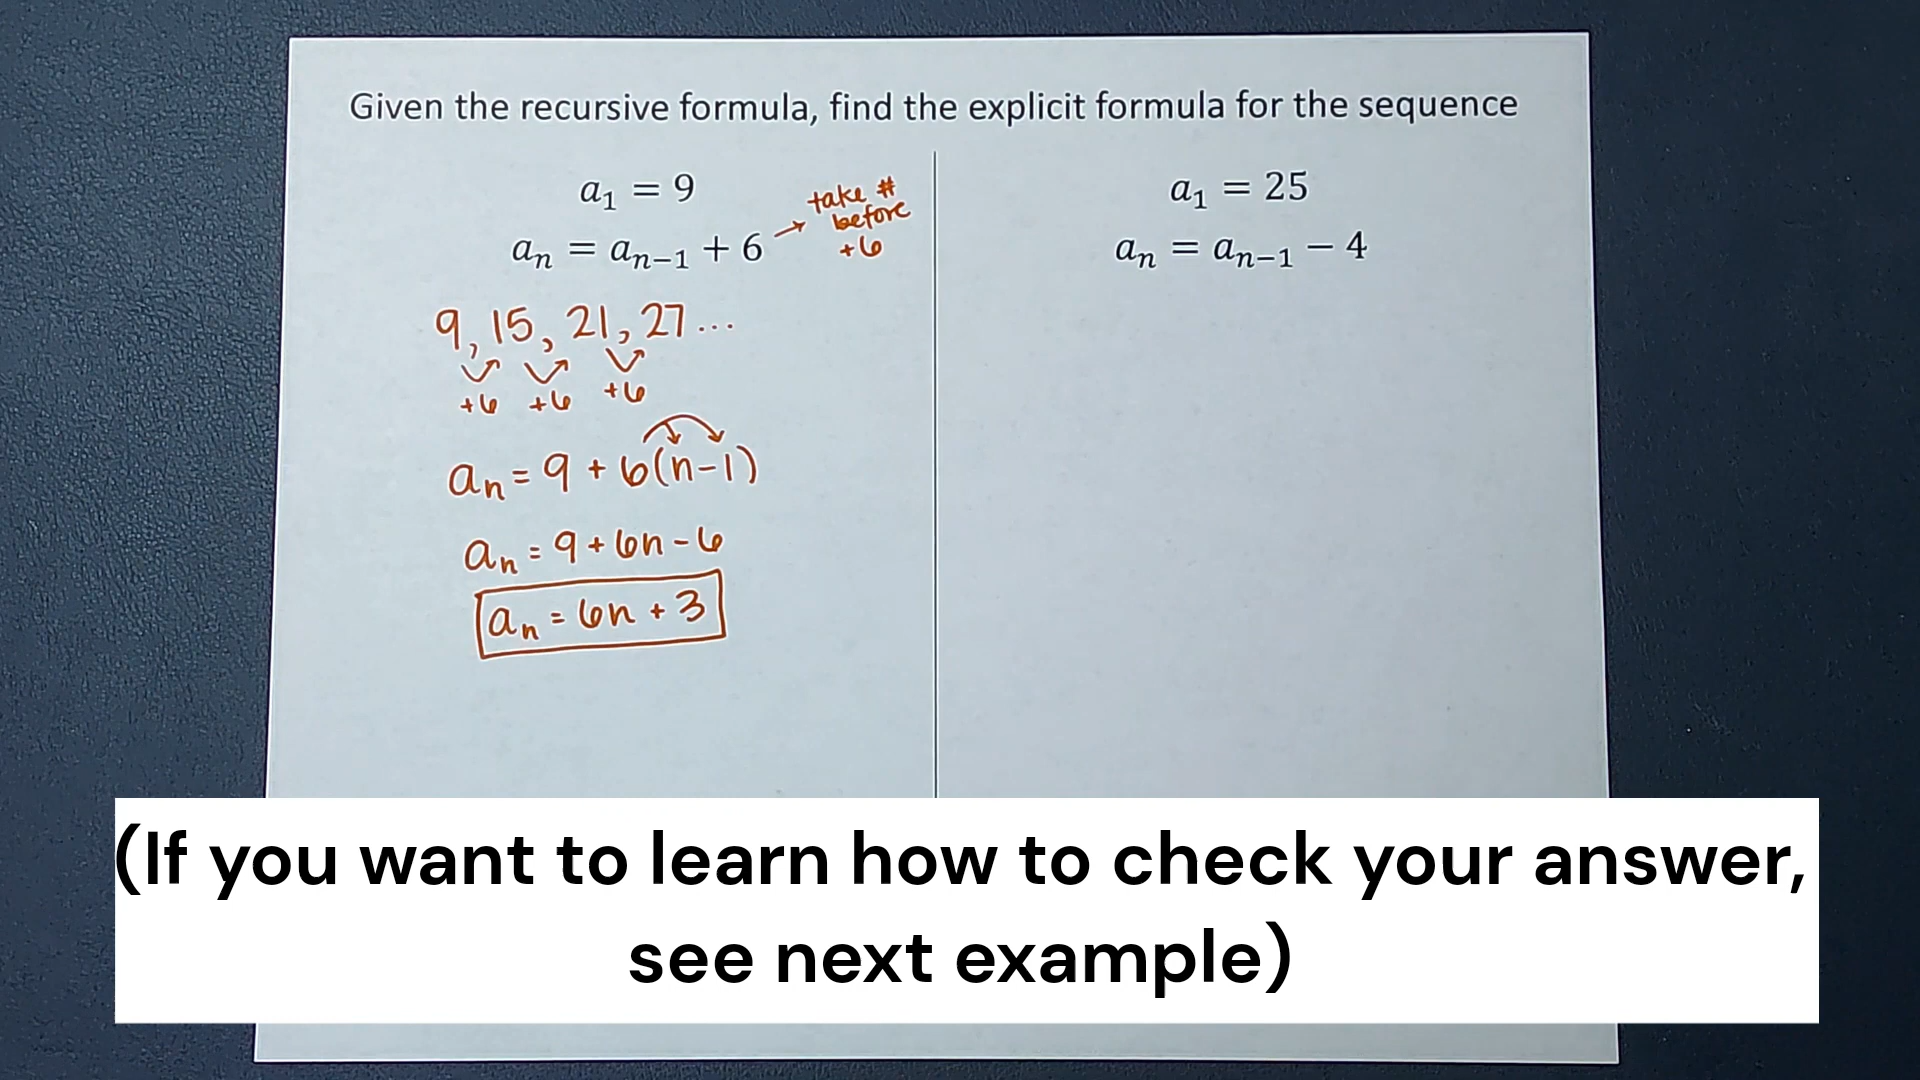 Given the recursive formula, find the explicit formula for the sequence
a₁ = 9
aₙ = aₙ₋₁ + 6
→ take #
before
+6
9, 15, 21, 27...
+6 +6 +6
aₙ = 9 + 6(n-1)
aₙ = 9 + 6n - 6
aₙ = 6n + 3
a₁ = 25
aₙ = aₙ₋₁ − 4
(If you want to learn how to check your answer,
see next example)